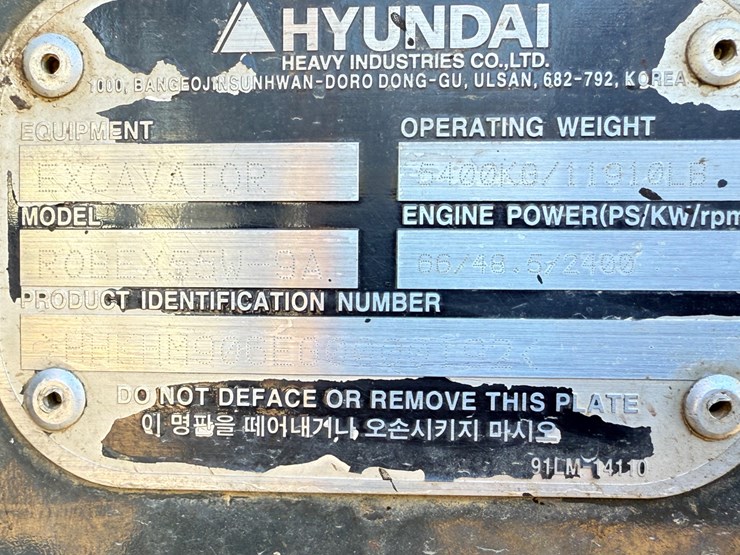 HYUNDAI
HEAVY INDUSTRIES CO.,LTD.
1000, BANGEOJINSUNHWAN-DORO DONG-GU, ULSAN, 682-792, KOREA
EQUIPMENT
EXCAVATOR
OPERATING WEIGHT
5400KG/11910LB
MODEL
ROBEX55W-9A
ENGINE POWER(PS/KW/rpm
66/48.5/2400
PRODUCT IDENTIFICATION NUMBER
DO NOT DEFACE OR REMOVE THIS PLATE
이 명판을 떼어내거나, 오손시키지 마시오
91LM-14110